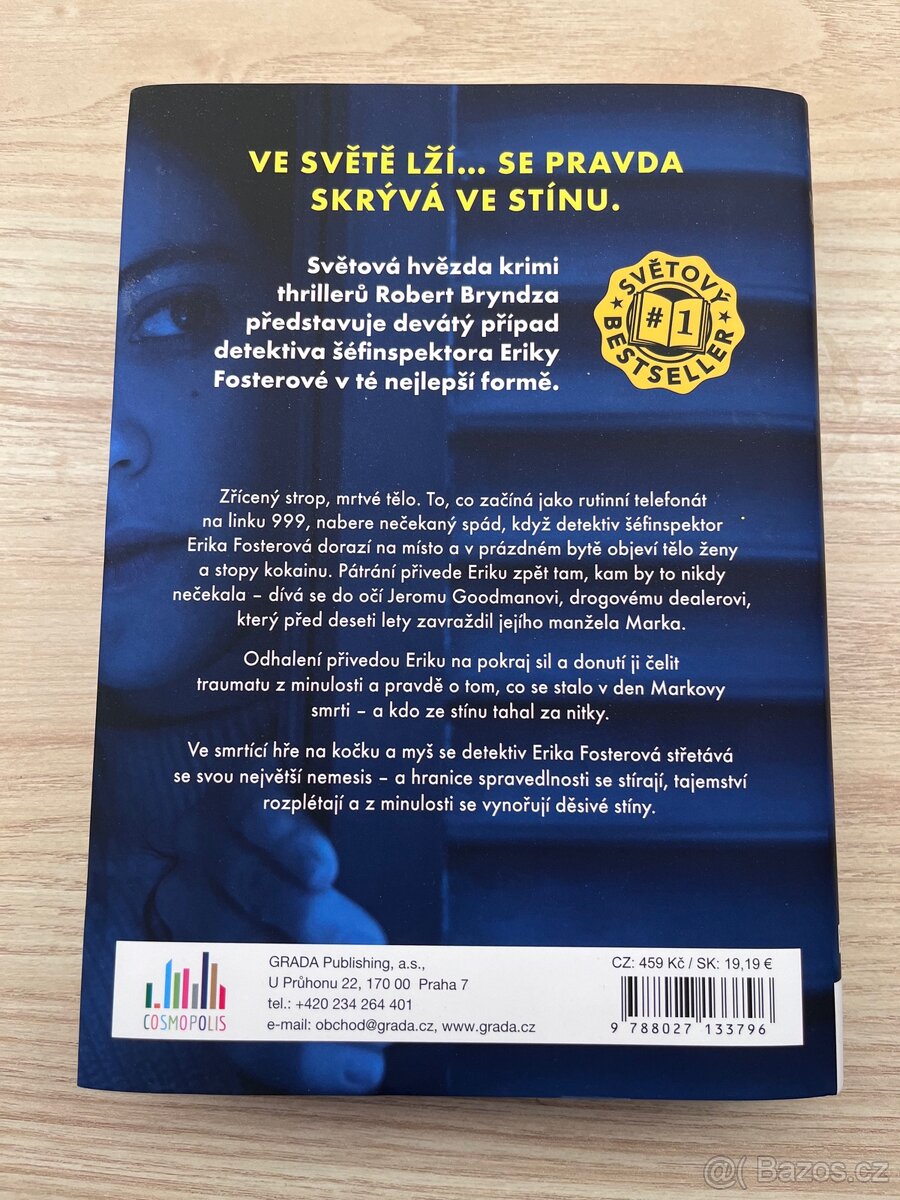 VE SVĚTĚ LŽÍ... SE PRAVDA
SKRÝVÁ VE STÍNU.
Světová hvězda krimi
thrillerů Robert Bryndza
představuje devátý případ
detektiva šéfinspektora Eriky
Fosterové v té nejlepší formě.
SVĚTOVÝ
#1
BESTSELLER
Zřícený strop, mrtvé tělo. To, co začíná jako rutinní telefonát
na linku 999, nabere nečekaný spád, když detektiv šéfinspektor
Erika Fosterová dorazí na místo a v prázdném bytě objeví tělo ženy
a stopy kokainu. Pátrání přivede Eriku zpět tam, kam by to nikdy
nečekala – dívá se do očí Jeromu Goodmanovi, drogovému dealerovi,
který před deseti lety zavraždil jejího manžela Marka.
Odhalení přivedou Eriku na pokraj sil a donutí ji čelit
traumatu z minulosti a pravdě o tom, co se stalo v den Markovy
smrti – a kdo ze stínu tahal za nitky.
Ve smrtící hře na kočku a myš se detektiv Erika Fosterová střetává
se svou největší nemesis – a hranice spravedlnosti se stírají, tajemství
rozplétají a z minulosti se vynořují děsivé stíny.
COSMOPOLIS
GRADA Publishing, a.s.,
U Průhonu 22, 170 00 Praha 7
tel.: +420 234 264 401
e-mail: obchod@grada.cz, www.grada.cz
CZ: 459 Kč / SK: 19,19 €
9 788027 133796
@( Bazos.cz